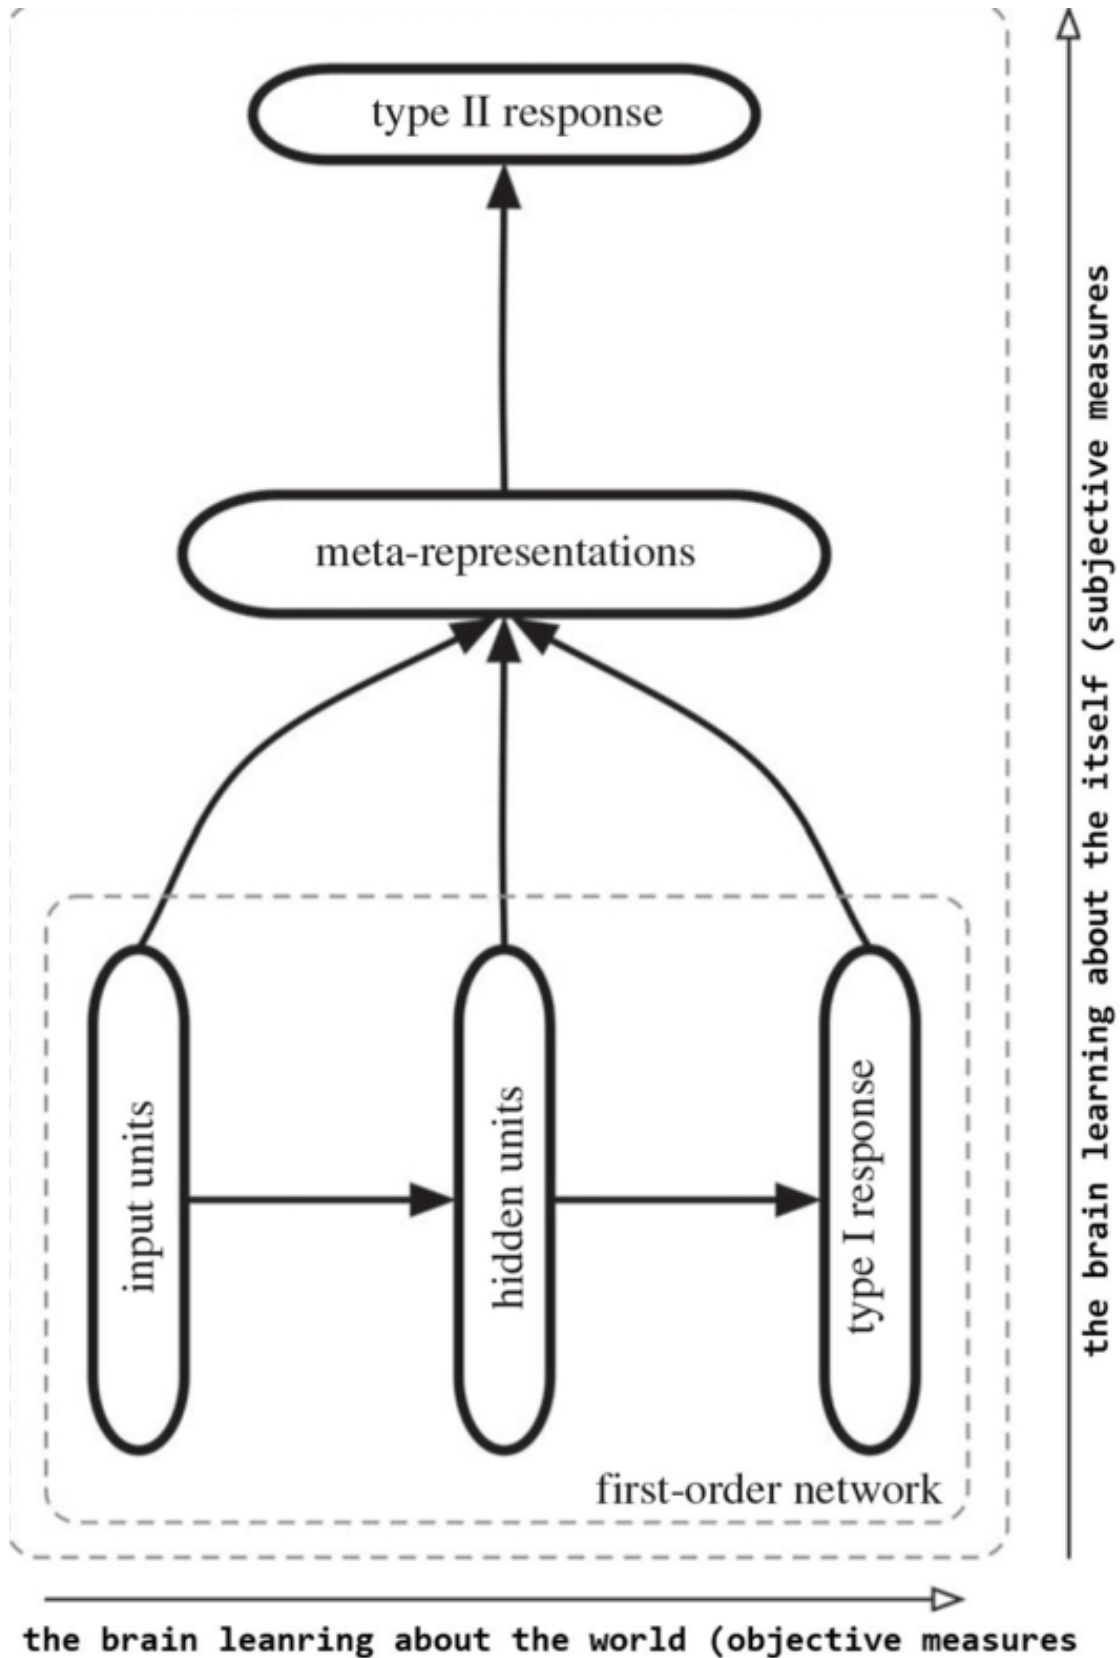 type II response
meta-representations
input units
hidden units
type I response
first-order network
the brain leanring about the world (objective measures
the brain learning about the itself (subjective measures